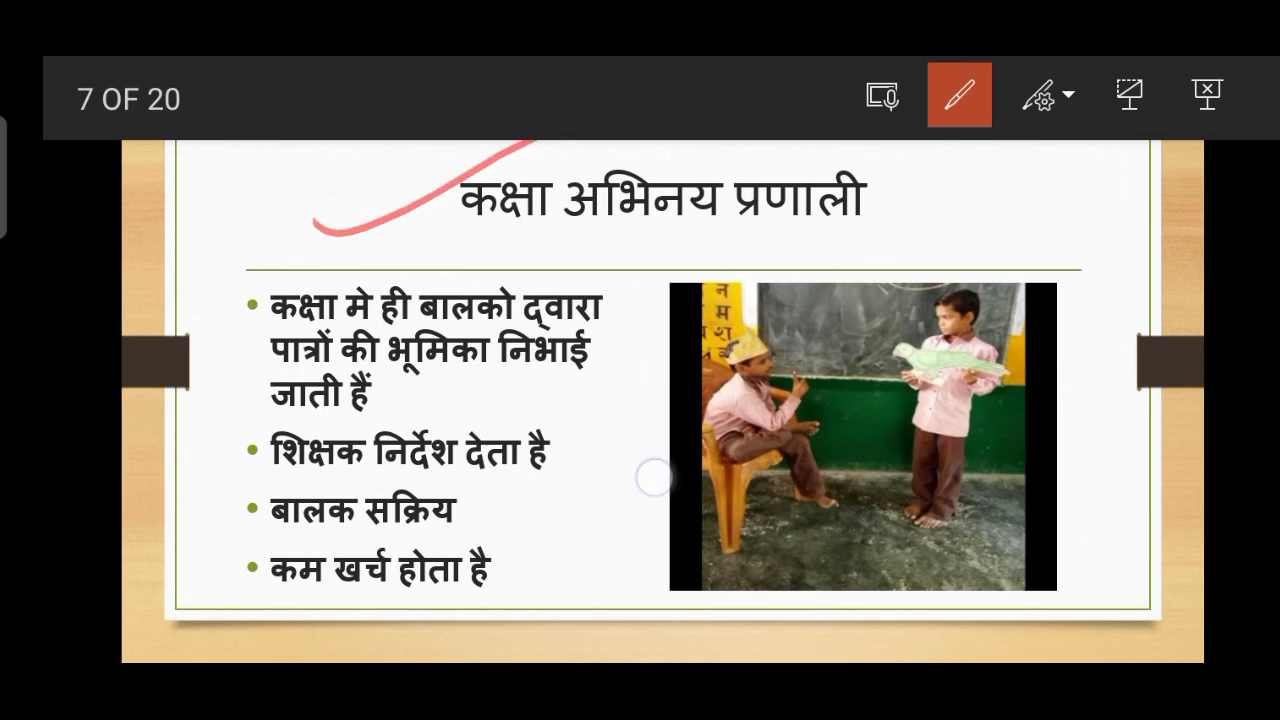 7 OF 20
कक्षा अभिनय प्रणाली
• कक्षा मे ही बालको द्वारा
पात्रों की भूमिका निभाई
जाती हैं
• शिक्षक निर्देश देता है
• बालक सक्रिय
• कम खर्च होता है
न
म
श